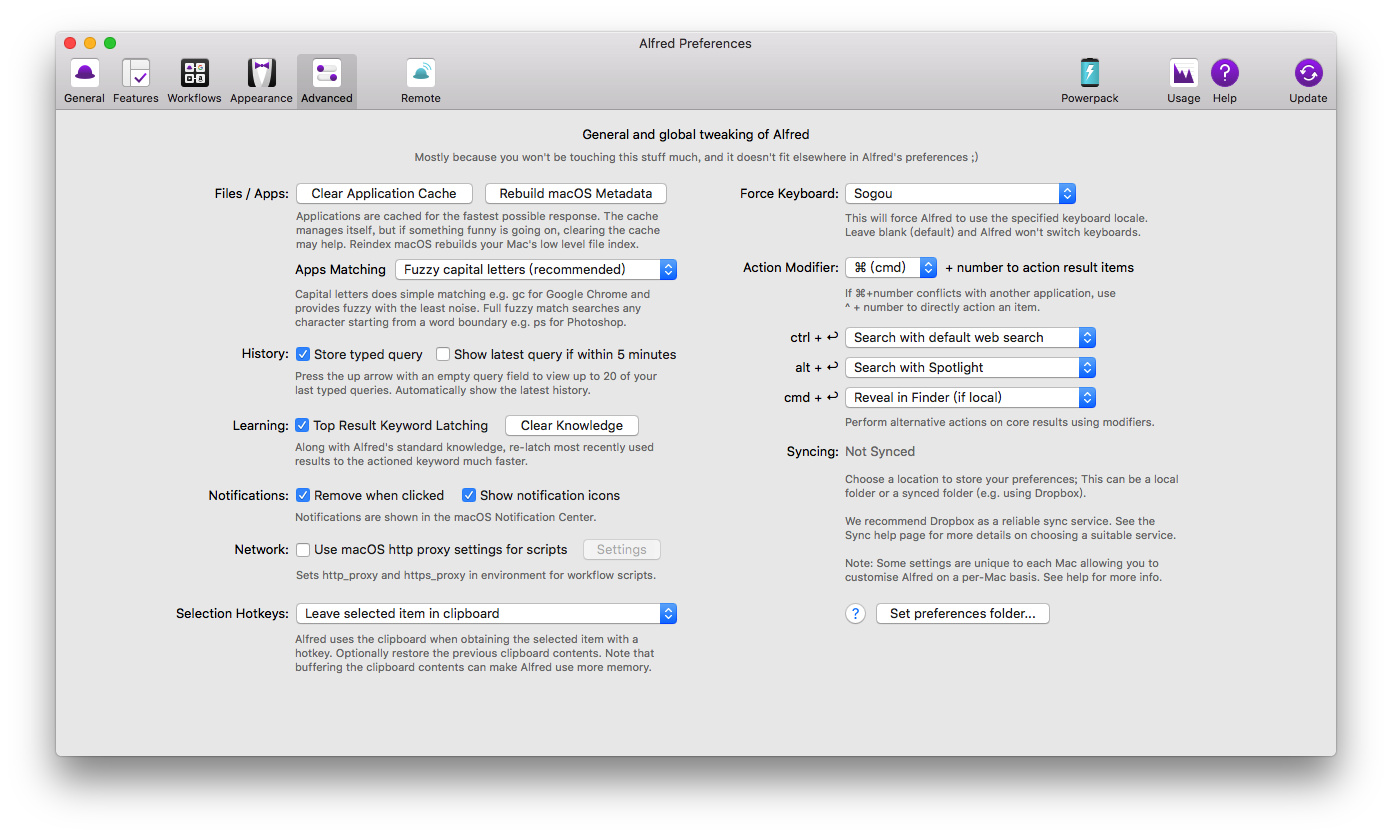 Alfred Preferences
General
Features
Workflows
Appearance
Advanced
Remote
Powerpack
Usage
Help
Update
General and global tweaking of Alfred
Mostly because you won't be touching this stuff much, and it doesn't fit elsewhere in Alfred's preferences ;)
Files / Apps:
Clear Application Cache
Rebuild macOS Metadata
Applications are cached for the fastest possible response. The cache
manages itself, but if something funny is going on, clearing the cache
may help. Reindex macOS rebuilds your Mac's low level file index.
Apps Matching
Fuzzy capital letters (recommended)
Capital letters does simple matching e.g. gc for Google Chrome and
provides fuzzy with the least noise. Full fuzzy match searches any
character starting from a word boundary e.g. ps for Photoshop.
History:
Store typed query
Show latest query if within 5 minutes
Press the up arrow with an empty query field to view up to 20 of your
last typed queries. Automatically show the latest history.
Learning:
Top Result Keyword Latching
Clear Knowledge
Along with Alfred's standard knowledge, re-latch most recently used
results to the actioned keyword much faster.
Notifications:
Remove when clicked
Show notification icons
Notifications are shown in the macOS Notification Center.
Network:
Use macOS http proxy settings for scripts
Settings
Sets http_proxy and https_proxy in environment for workflow scripts.
Selection Hotkeys:
Leave selected item in clipboard
Alfred uses the clipboard when obtaining the selected item with a
hotkey. Optionally restore the previous clipboard contents. Note that
buffering the clipboard contents can make Alfred use more memory.
Force Keyboard:
Sogou
This will force Alfred to use the specified keyboard locale.
Leave blank (default) and Alfred won't switch keyboards.
Action Modifier:
⌘ (cmd)
+ number to action result items
If ⌘+number conflicts with another application, use
^ + number to directly action an item.
ctrl + ↩
Search with default web search
alt + ↩
Search with Spotlight
cmd + ↩
Reveal in Finder (if local)
Perform alternative actions on core results using modifiers.
Syncing:
Not Synced
Choose a location to store your preferences; This can be a local
folder or a synced folder (e.g. using Dropbox).
We recommend Dropbox as a reliable sync service. See the
Sync help page for more details on choosing a suitable service.
Note: Some settings are unique to each Mac allowing you to
customise Alfred on a per-Mac basis. See help for more info.
?
Set preferences folder...